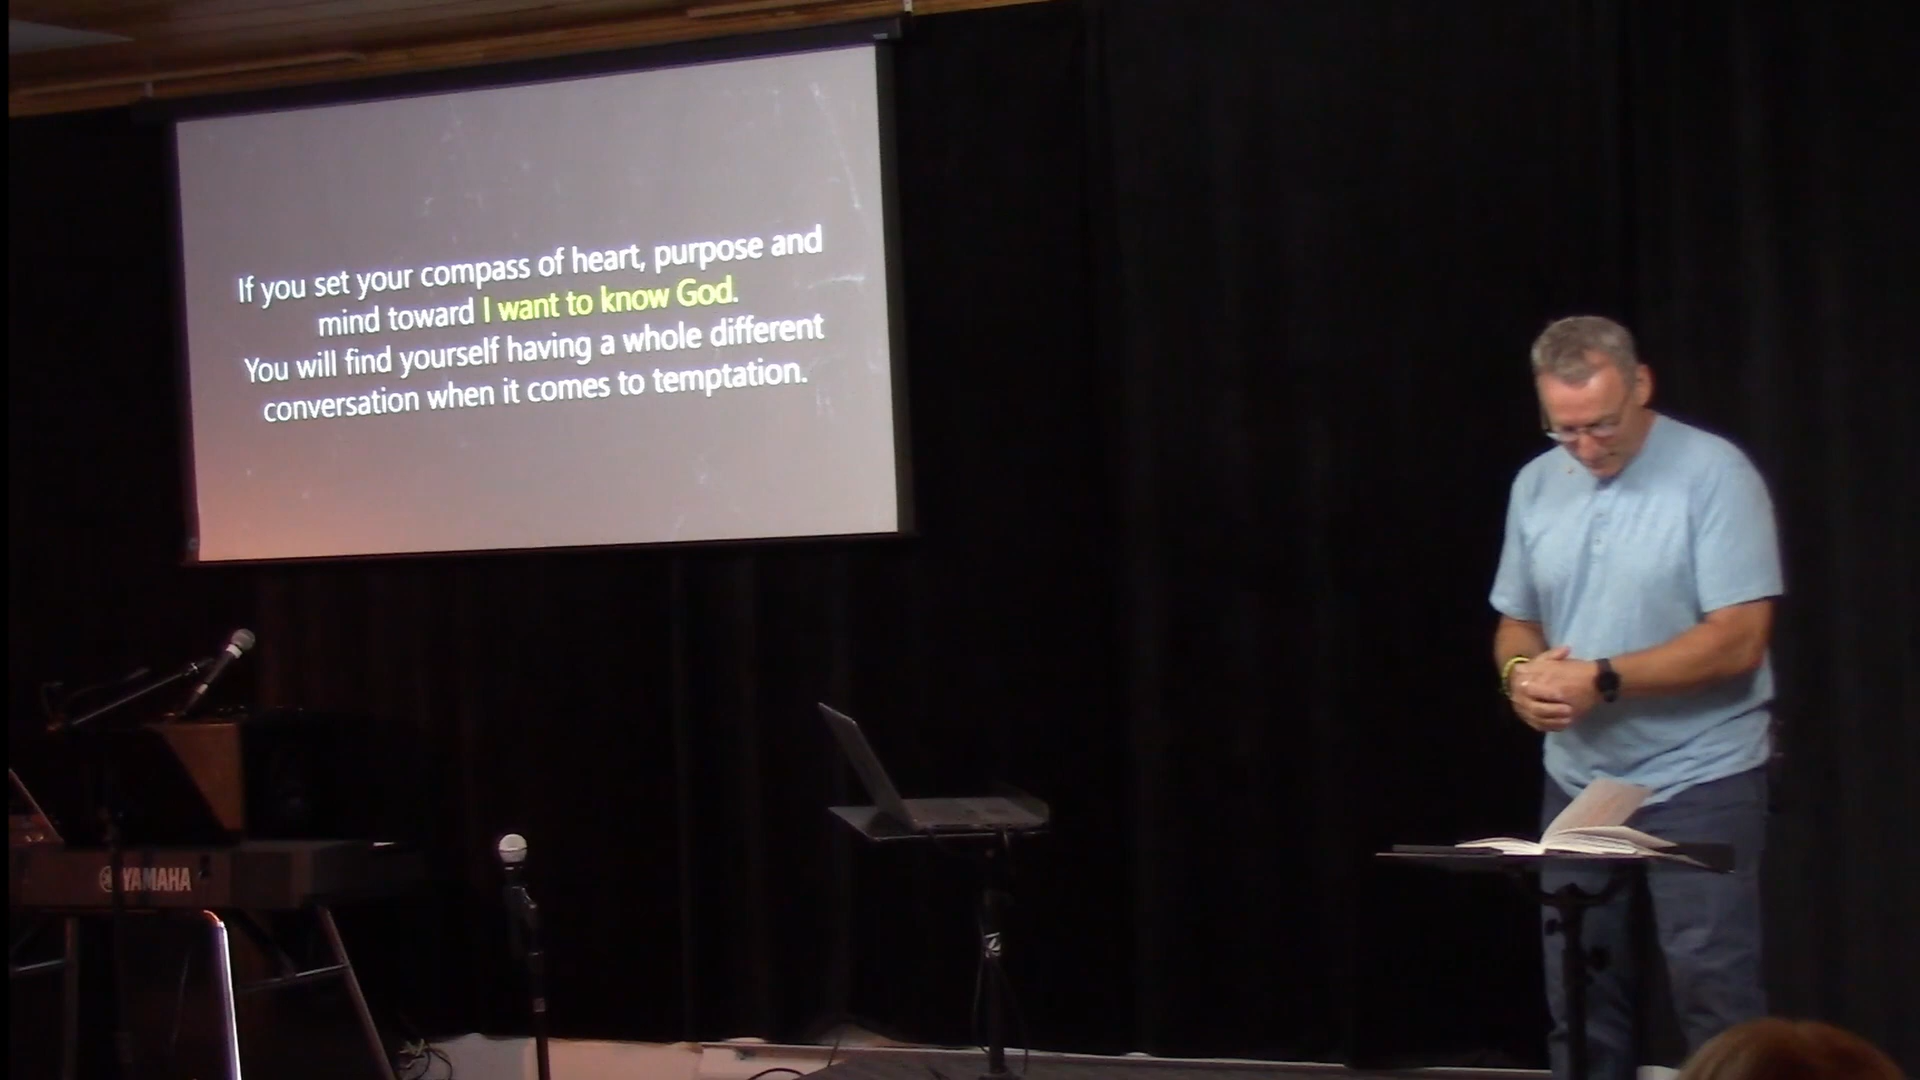 If you set your compass of heart, purpose and
mind toward I want to know God.
You will find yourself having a whole different
conversation when it comes to temptation.
YAMAHA